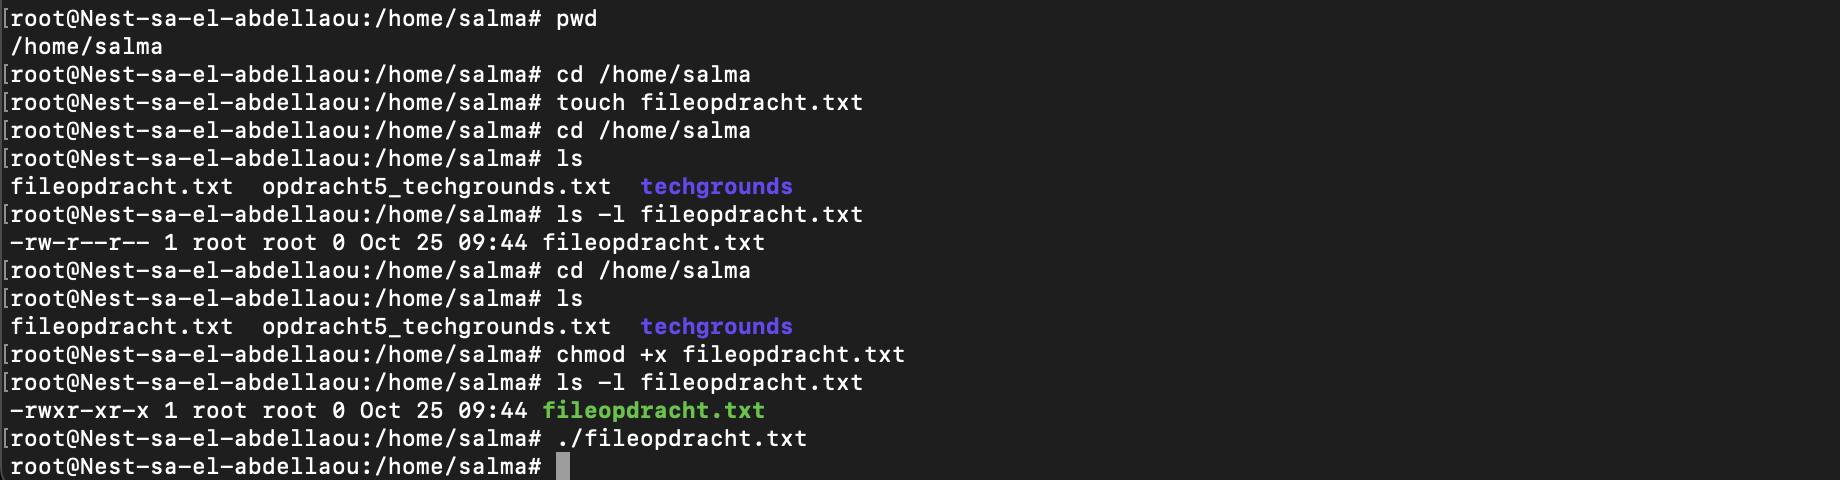 [root@Nest-sa-el-abdellaou:/home/salma# pwd
/home/salma
[root@Nest-sa-el-abdellaou:/home/salma# cd /home/salma
[root@Nest-sa-el-abdellaou:/home/salma# touch fileopdracht.txt
[root@Nest-sa-el-abdellaou:/home/salma# cd /home/salma
[root@Nest-sa-el-abdellaou:/home/salma# ls
fileopdracht.txt  opdracht5_techgrounds.txt  techgrounds
[root@Nest-sa-el-abdellaou:/home/salma# ls -l fileopdracht.txt
-rw-r--r-- 1 root root 0 Oct 25 09:44 fileopdracht.txt
[root@Nest-sa-el-abdellaou:/home/salma# cd /home/salma
[root@Nest-sa-el-abdellaou:/home/salma# ls
fileopdracht.txt  opdracht5_techgrounds.txt  techgrounds
[root@Nest-sa-el-abdellaou:/home/salma# chmod +x fileopdracht.txt
[root@Nest-sa-el-abdellaou:/home/salma# ls -l fileopdracht.txt
-rwxr-xr-x 1 root root 0 Oct 25 09:44 fileopdracht.txt
[root@Nest-sa-el-abdellaou:/home/salma# ./fileopdracht.txt
root@Nest-sa-el-abdellaou:/home/salma#